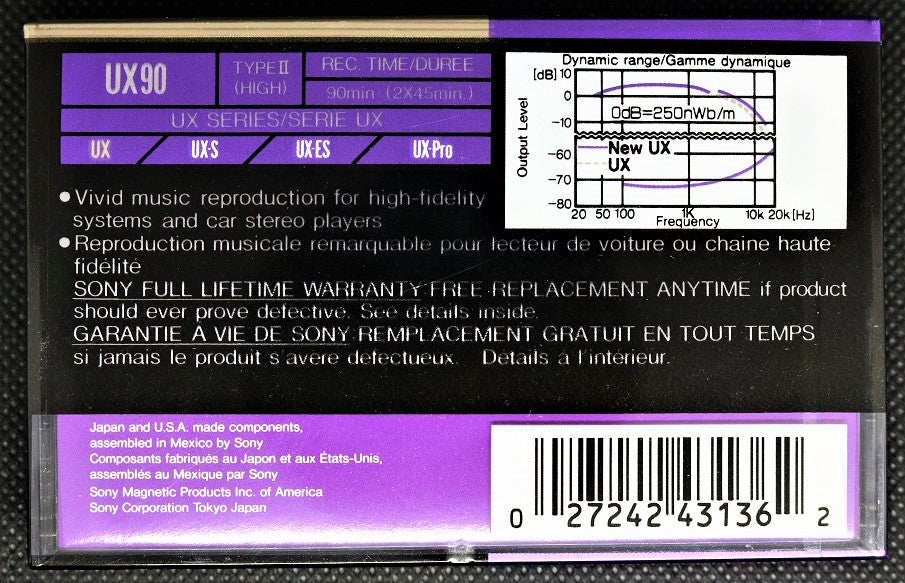 UX90
TYPE II
(HIGH)
REC. TIME/DUREE
90min (2X45min.)
UX SERIES/SERIE UX
UX UX-S UX-ES UX-Pro
Dynamic range/Gamme dynamique
[dB] 10
0
-10
-60
-70
-80
Output Level
0dB=250nWb/m
New UX
UX
20 50 100 1K 10k 20k[Hz]
Frequency
• Vivid music reproduction for high-fidelity
systems and car stereo players
• Reproduction musicale remarquable pour lecteur de voiture ou chaine haute
fidélité
SONY FULL LIFETIME WARRANTY FREE REPLACEMENT ANYTIME if product
should ever prove defective. See details inside.
GARANTIE À VIE DE SONY REMPLACEMENT GRATUIT EN TOUT TEMPS
si jamais le produit s'avere defectueux. Détails à l'intérieur.
Japan and U.S.A. made components,
assembled in Mexico by Sony
Composants fabriqués au Japon et aux États-Unis,
assemblés au Mexique par Sony
Sony Magnetic Products Inc. of America
Sony Corporation Tokyo Japan
0 27242 43136 2